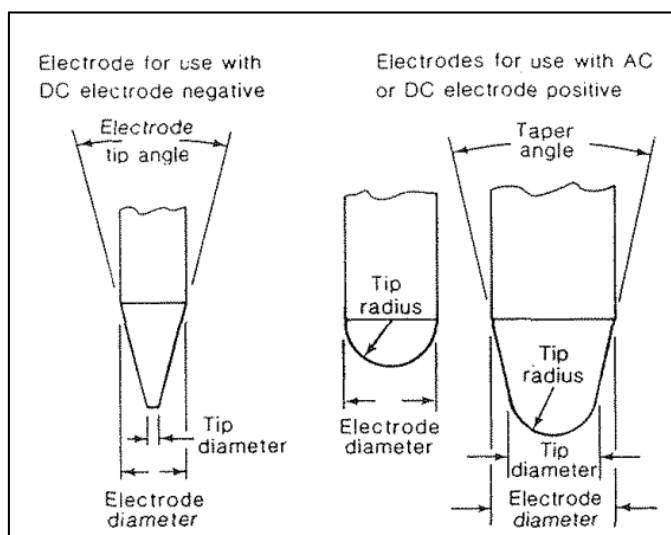 Electrode for use with
DC electrode negative
Electrode
tip angle
Tip
diameter
Electrode
diameter
Electrodes for use with AC
or DC electrode positive
Taper
angle
Tip
radius
Electrode
diameter
Tip
radius
Tip
diameter
Electrode
diameter